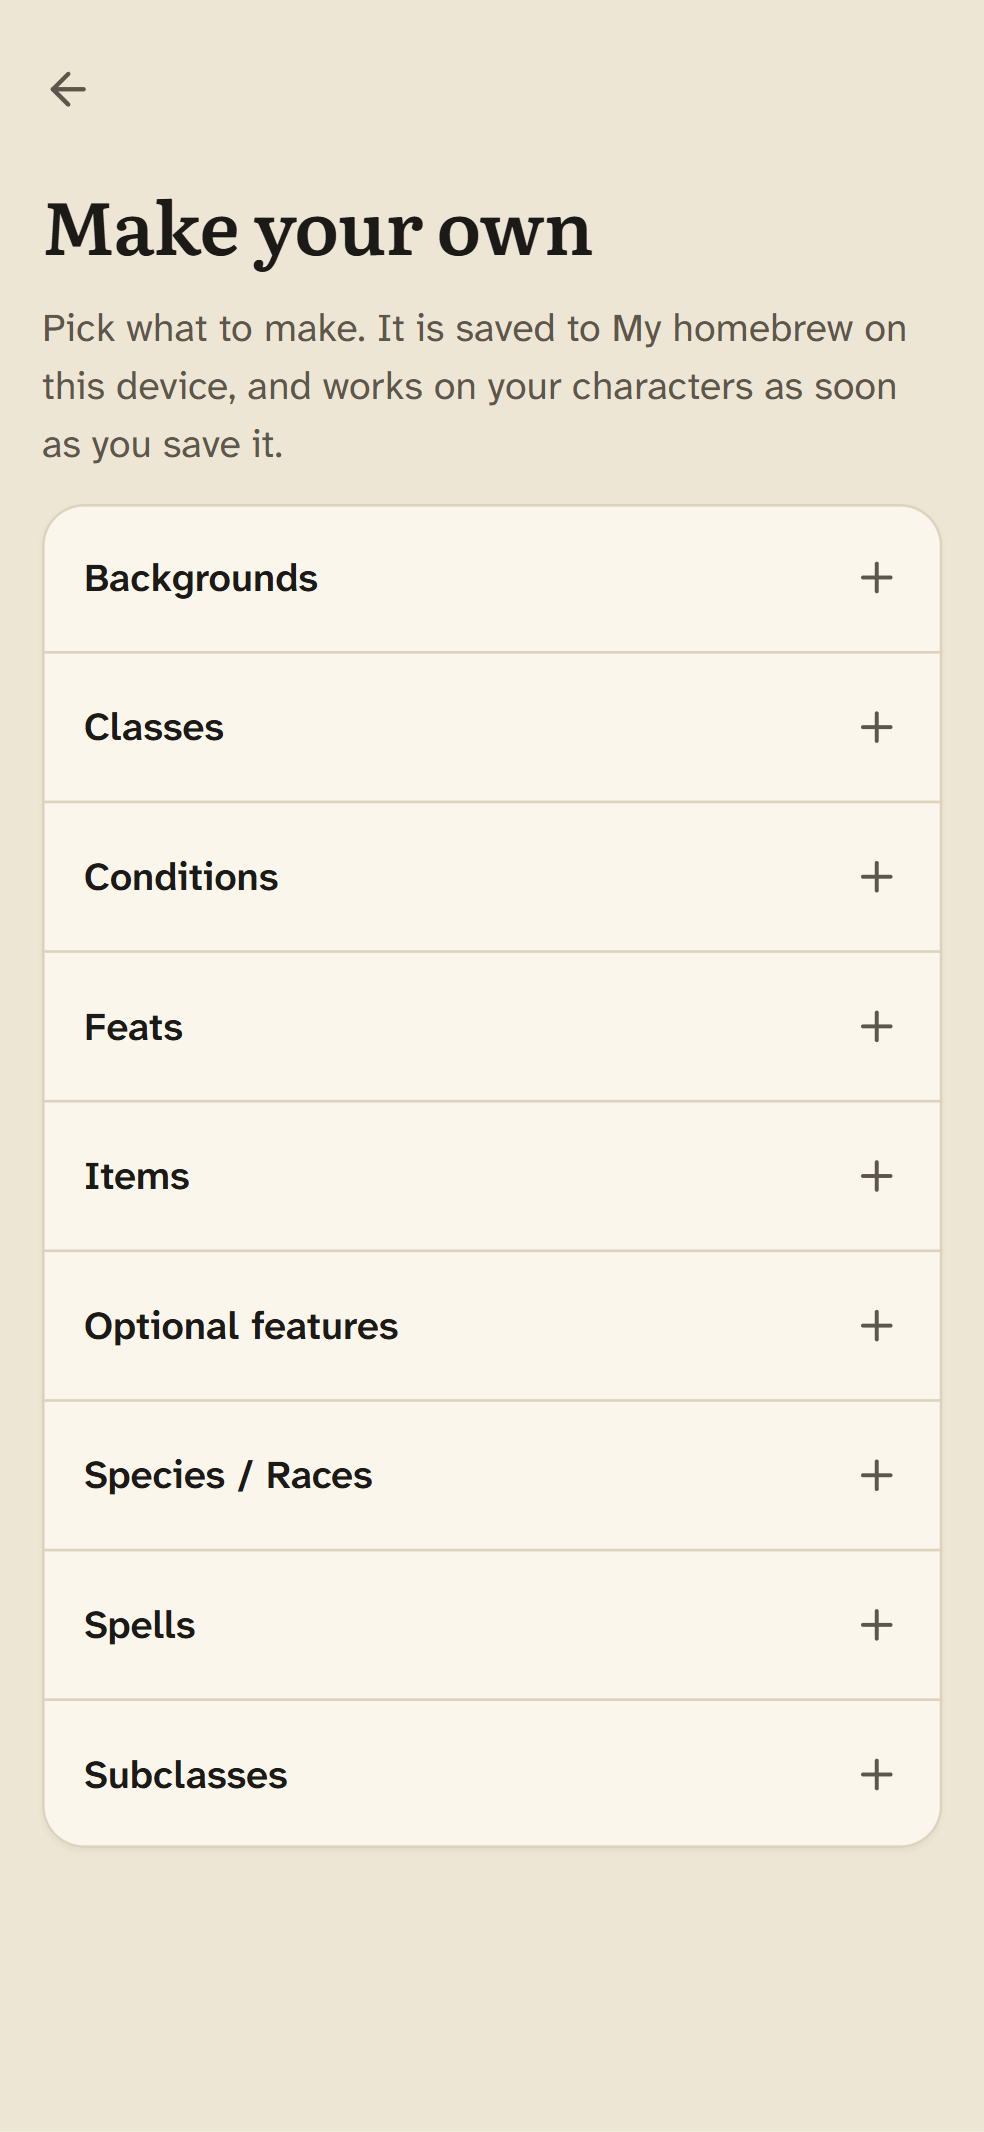 Make your own
Pick what to make. It is saved to My homebrew on
this device, and works on your characters as soon
as you save it.
Backgrounds
Classes
Conditions
Feats
Items
Optional features
Species / Races
Spells
Subclasses